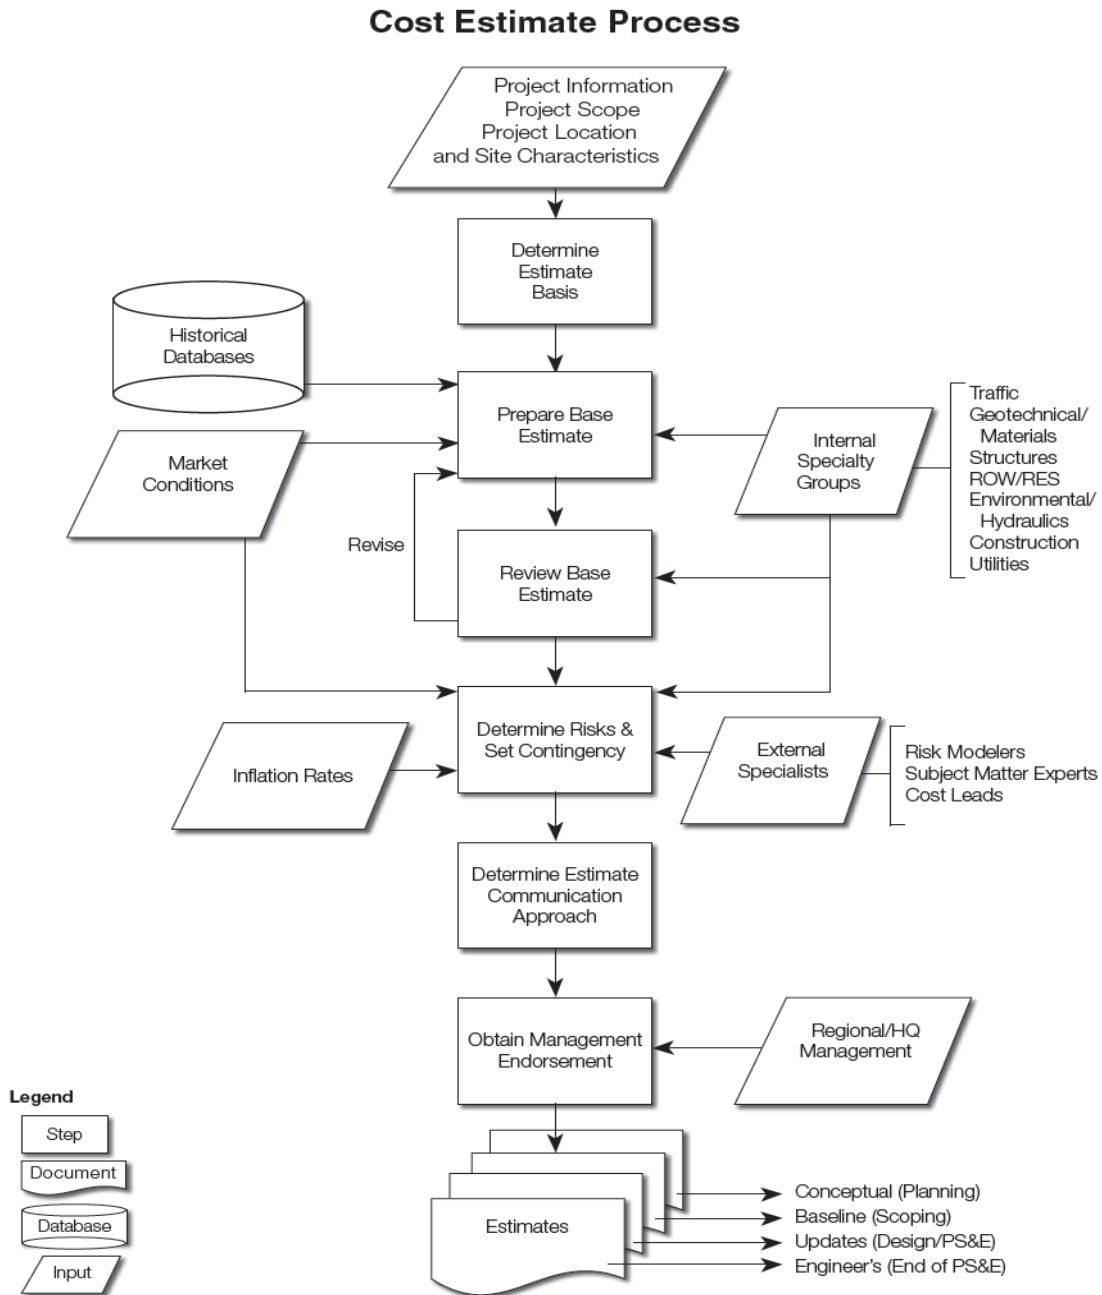 Cost Estimate Process
Project Information
Project Scope
Project Location
and Site Characteristics
Determine
Estimate
Basis
Historical
Databases
Prepare Base
Estimate
Market
Conditions
Internal
Specialty
Groups
Traffic
Geotechnical/
Materials
Structures
ROW/RES
Environmental/
Hydraulics
Construction
Utilities
Revise
Review Base
Estimate
Determine Risks &
Set Contingency
Inflation Rates
External
Specialists
Risk Modelers
Subject Matter Experts
Cost Leads
Determine Estimate
Communication
Approach
Obtain Management
Endorsement
Regional/HQ
Management
Legend
Step
Document
Database
Input
Estimates
Conceptual (Planning)
Baseline (Scoping)
Updates (Design/PS&E)
Engineer's (End of PS&E)